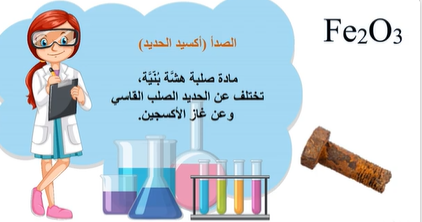 الصدأ (أكسيد الحديد)
Fe2O3
مادة صلبة هشَّة بُنّيَّة،
تختلف عن الحديد الصلب القاسي
وعن غاز الأكسجين.